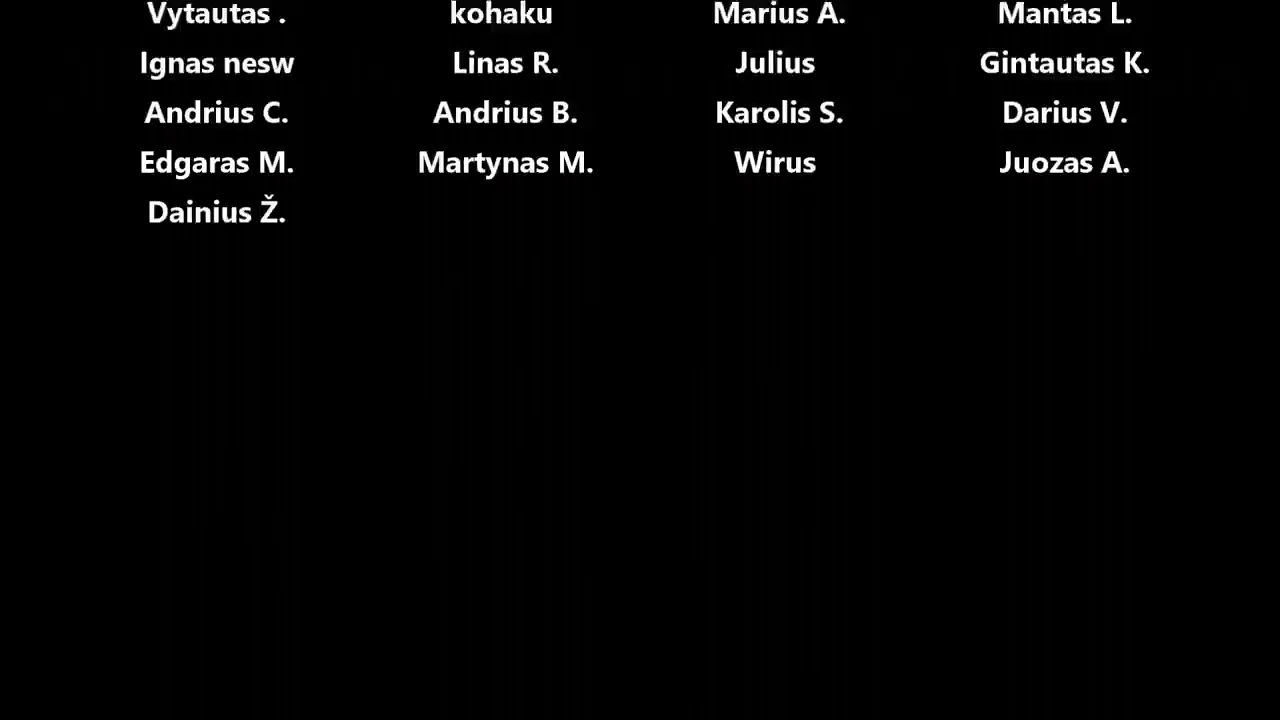 Vytautas . kohaku Marius A. Mantas L.
Ignas nesw Linas R. Julius Gintautas K.
Andrius C. Andrius B. Karolis S. Darius V.
Edgaras M. Martynas M. Wirus Juozas A.
Dainius Ž.